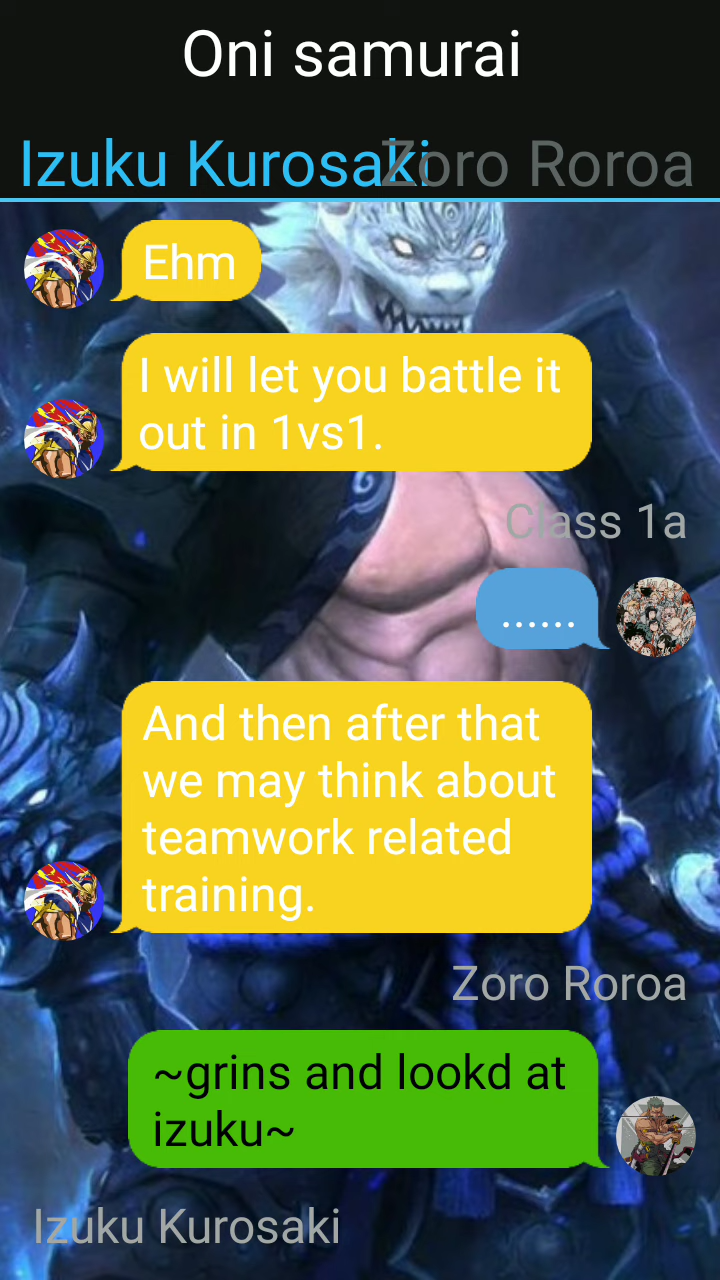 Oni samurai
Izuku Kurosaki Zoro Roroa
Ehm
I will let you battle it
out in 1vs1.
Class 1a
......
And then after that
we may think about
teamwork related
training.
Zoro Roroa
~grins and lookd at
izuku~
Izuku Kurosaki